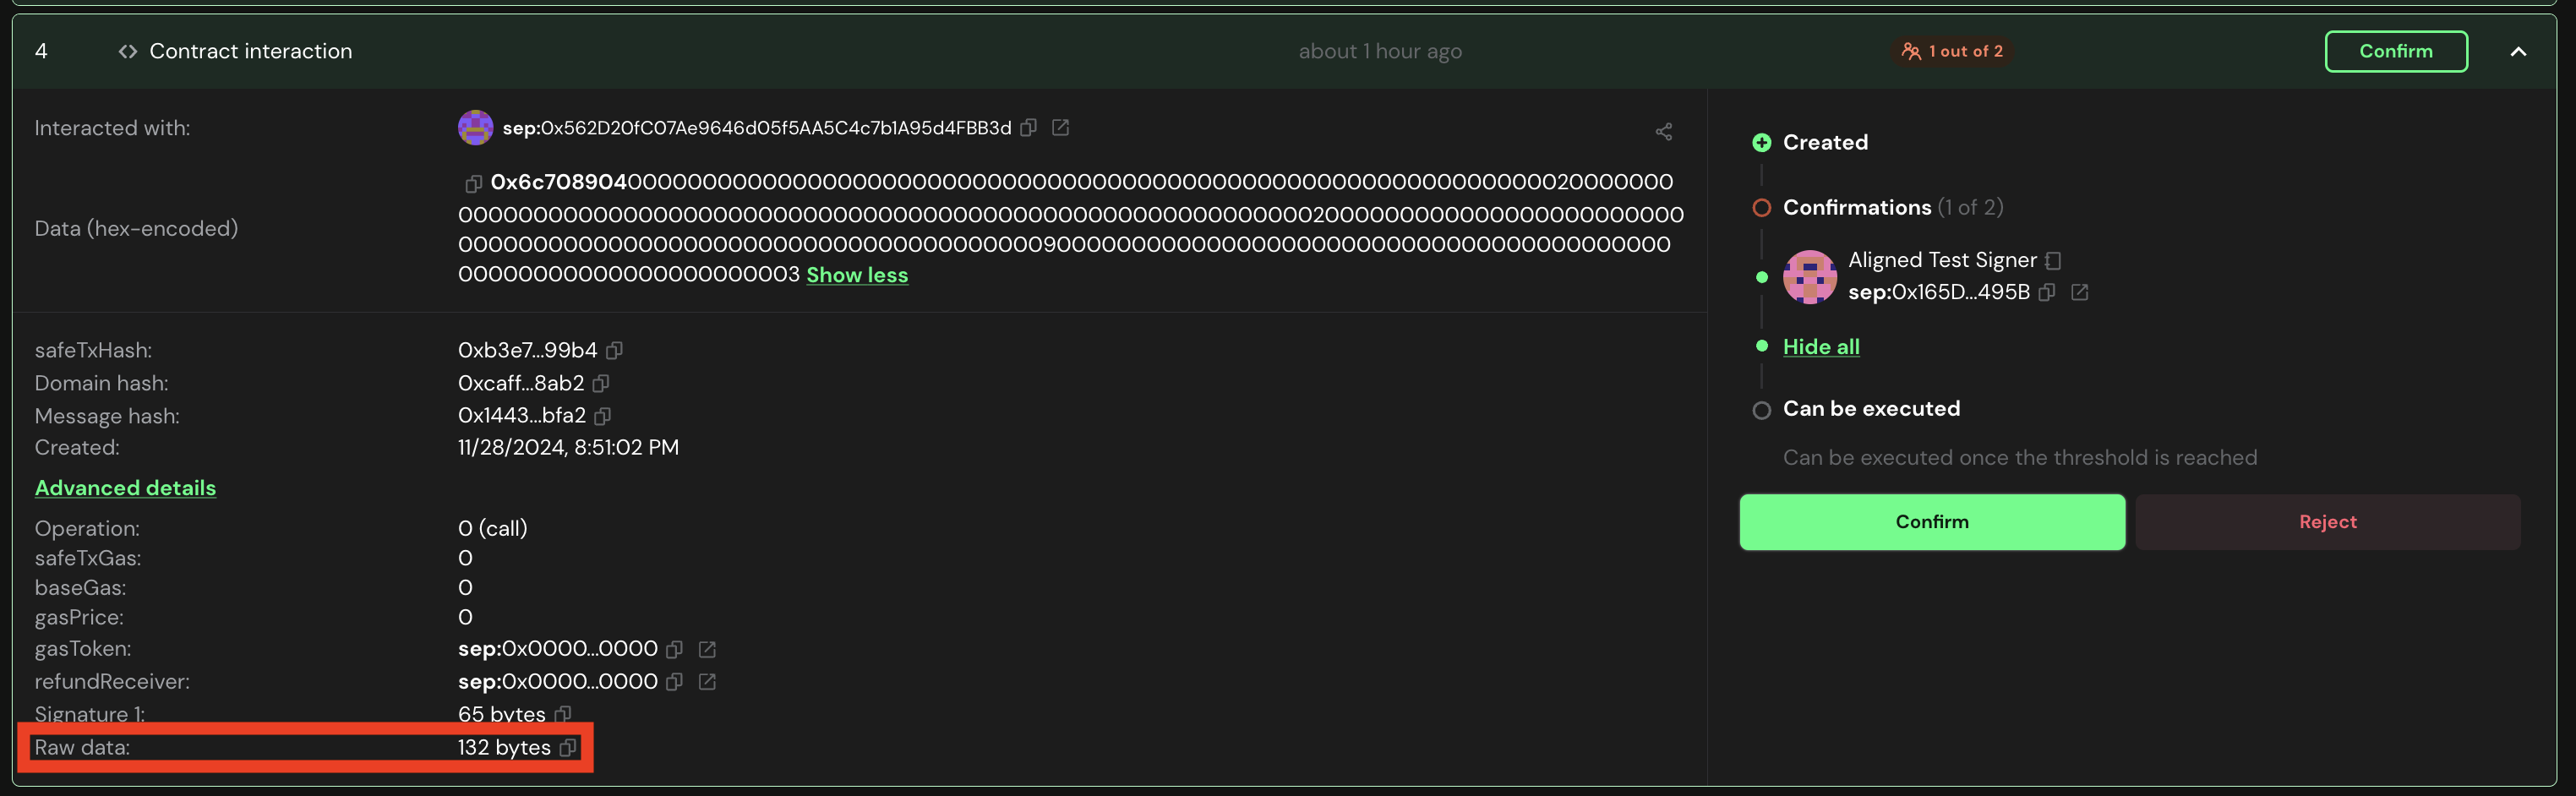 4 Contract interaction about 1 hour ago 1 out of 2 Confirm
Interacted with: sep:0x562D20fC07Ae9646d05f5AA5C4c7b1A95d4FBB3d
Data (hex-encoded)
0x6c7089040000000000000000000000000000000000000000000000000000000000000002000000
0000000000000000000000000000000000000000000000000000000002000000000000000000000000
000000000000000000000000000000000000000900000000000000000000000000000000000000000
00000000000000000000003 Show less
safeTxHash: 0xb3e7...99b4
Domain hash: 0xcaff...8ab2
Message hash: 0x1443...bfa2
Created: 11/28/2024, 8:51:02 PM
Advanced details
Operation: 0 (call)
safeTxGas: 0
baseGas: 0
gasPrice: 0
gasToken: sep:0x0000...0000
refundReceiver: sep:0x0000...0000
Signature 1: 65 bytes
Raw data: 132 bytes
Created
Confirmations (1 of 2)
Aligned Test Signer
sep:0x165D...495B
Hide all
Can be executed
Can be executed once the threshold is reached
Confirm Reject